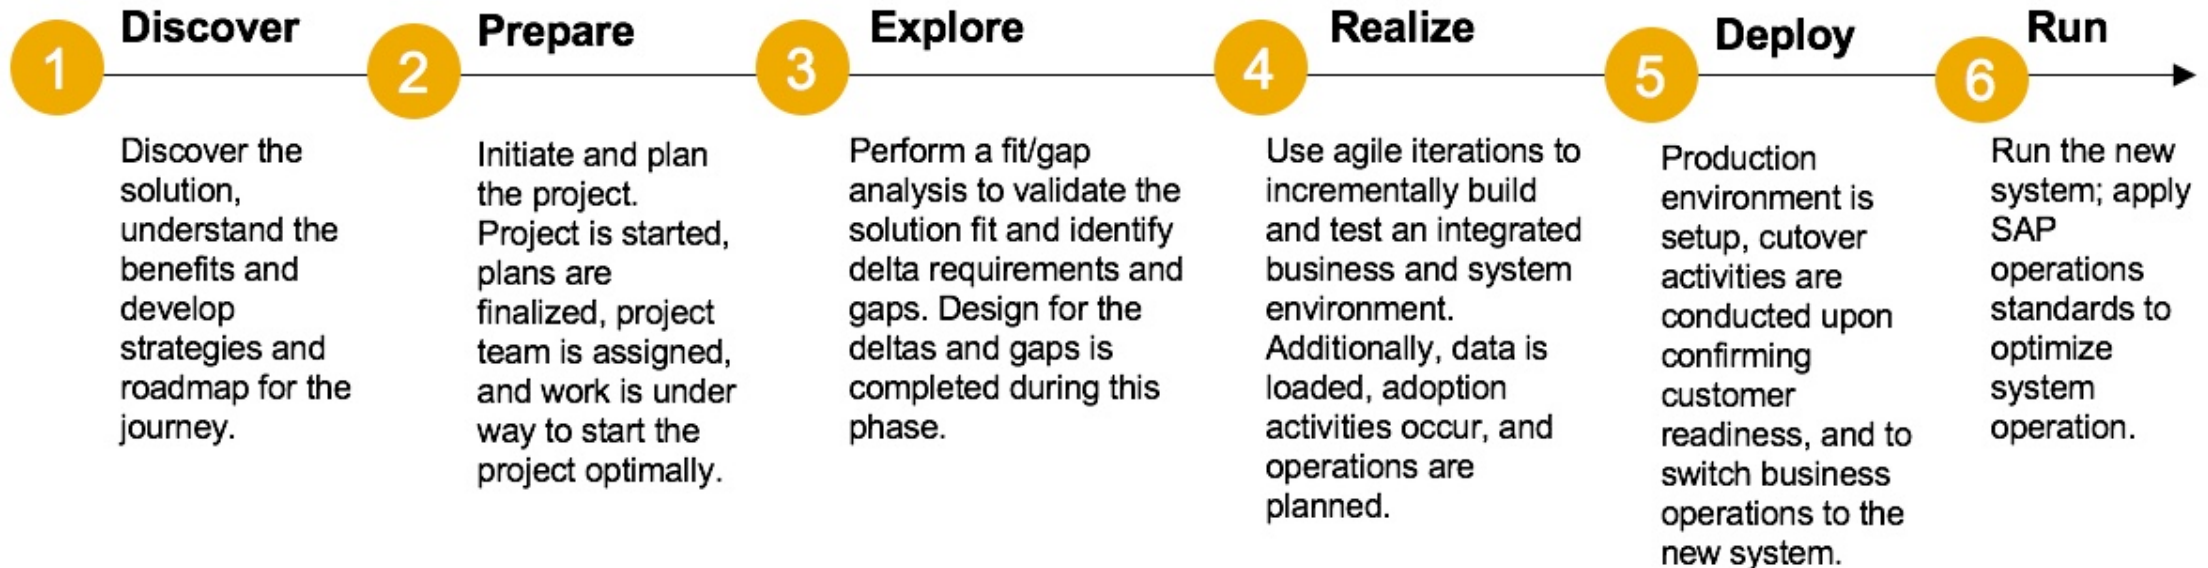 1
Discover
Discover the
solution,
understand the
benefits and
develop
strategies and
roadmap for the
journey.
2
Prepare
Initiate and plan
the project.
Project is started,
plans are
finalized, project
team is assigned,
and work is under
way to start the
project optimally.
3
Explore
Perform a fit/gap
analysis to validate the
solution fit and identify
delta requirements and
gaps. Design for the
deltas and gaps is
completed during this
phase.
4
Realize
Use agile iterations to
incrementally build
and test an integrated
business and system
environment.
Additionally, data is
loaded, adoption
activities occur, and
operations are
planned.
5
Deploy
Production
environment is
setup, cutover
activities are
conducted upon
confirming
customer
readiness, and to
switch business
operations to the
new system.
6
Run
Run the new
system; apply
SAP
operations
standards to
optimize
system
operation.